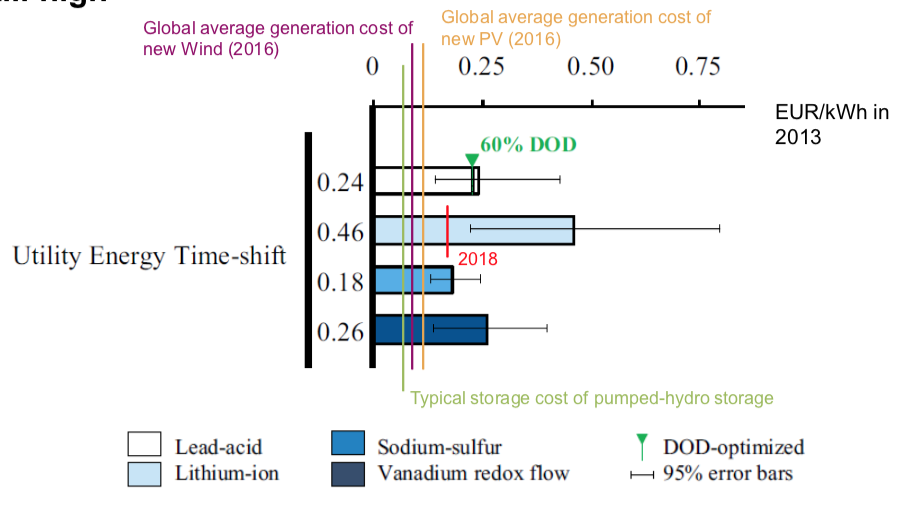 Global average generation cost of
new Wind (2016)
Global average generation cost of
new PV (2016)
0 0.25 0.50 0.75
EUR/kWh in
2013
60% DOD
0.24
0.46
2018
Utility Energy Time-shift
0.18
0.26
Typical storage cost of pumped-hydro storage
Lead-acid
Sodium-sulfur
DOD-optimized
Lithium-ion
Vanadium redox flow
95% error bars